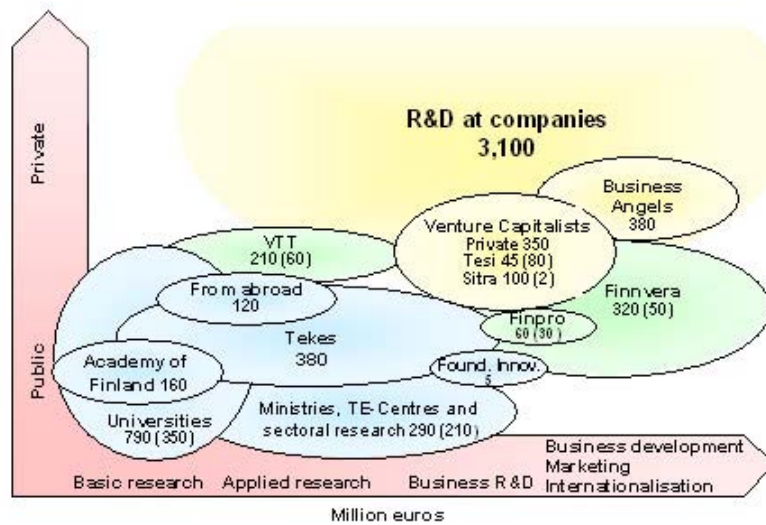 Private
Public
R&D at companies
3,100
Business
Angels
380
Venture Capitalists
Private 350
Tesi 45 (80)
Sitra 100 (2)
VTT
210 (60)
From abroad
120
Tekes
380
Finnvera
320 (50)
Finpro
60 (30)
Academy of
Finland 160
Found. Innov.
5
Universities
790 (350)
Ministries, TE-Centres and
sectoral research 290 (210)
Basic research
Applied research
Business R&D
Business development
Marketing
Internationalisation
Million euros